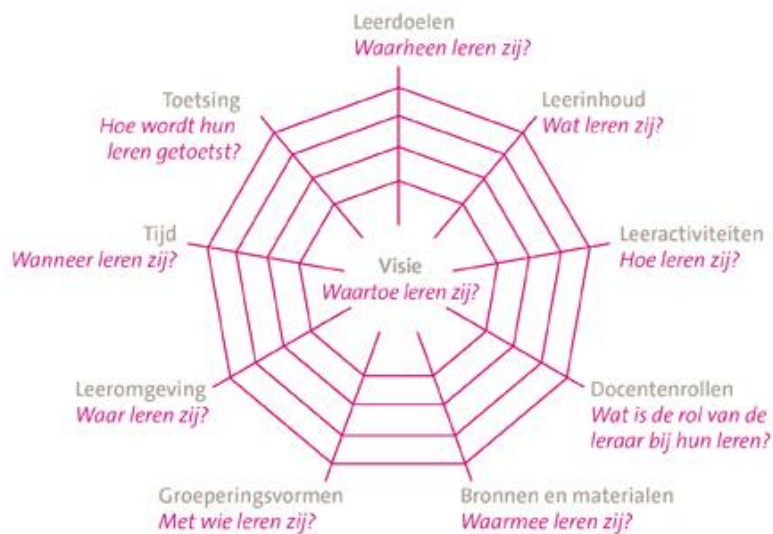 Leerdoelen
Waarheen leren zij?
Leerinhoud
Wat leren zij?
Leeractiviteiten
Hoe leren zij?
Docentenrollen
Wat is de rol van de
leraar bij hun leren?
Bronnen en materialen
Waarmee leren zij?
Groeperingsvormen
Met wie leren zij?
Leeromgeving
Waar leren zij?
Tijd
Wanneer leren zij?
Toetsing
Hoe wordt hun
leren getoetst?
Visie
Waartoe leren zij?